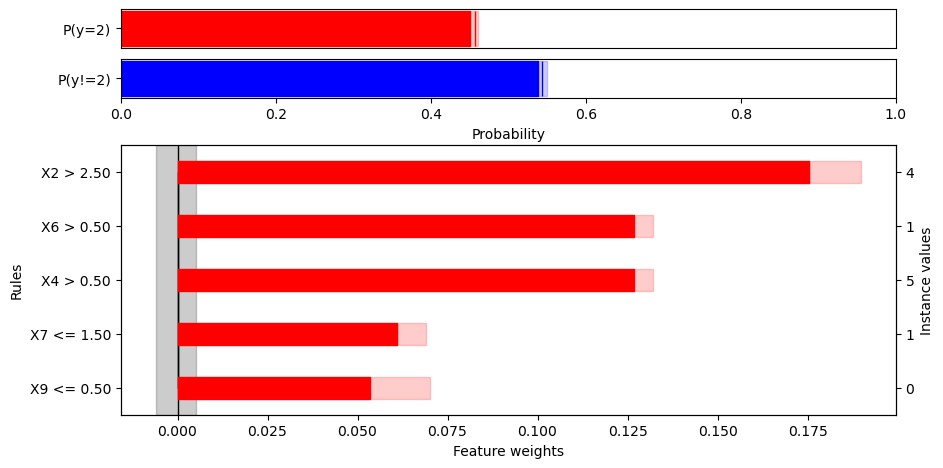 P(y=2)
P(y!=2)
0.0 0.2 0.4 0.6 0.8 1.0
Probability
X2 > 2.50 4
X6 > 0.50 1
X4 > 0.50 5
X7 <= 1.50 1
X9 <= 0.50 0
Rules
Instance values
0.000 0.025 0.050 0.075 0.100 0.125 0.150 0.175
Feature weights